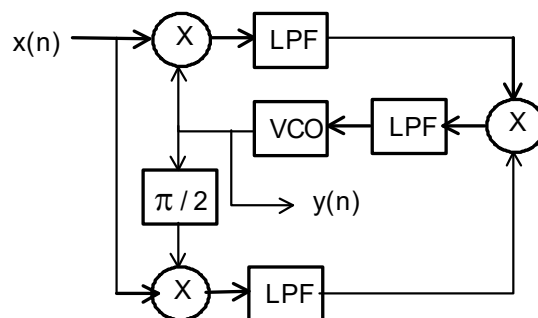 x(n)
X
LPF
X
LPF
VCO
π / 2
y(n)
X
LPF